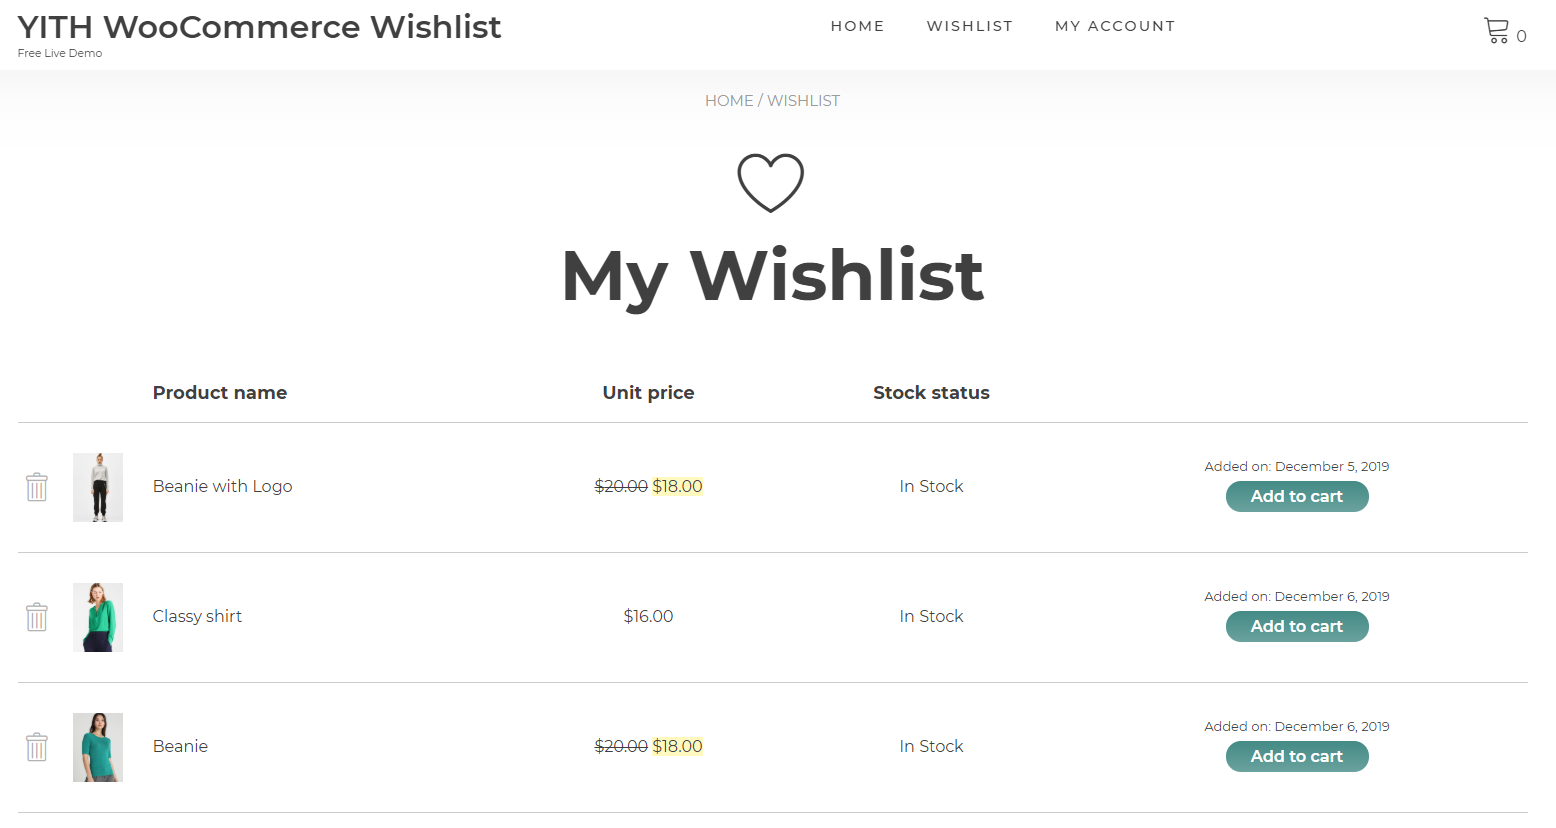 YITH WooCommerce Wishlist
Free Live Demo
HOME WISHLIST MY ACCOUNT
0
HOME / WISHLIST
My Wishlist
Product name Unit price Stock status
Added on: December 5, 2019
Beanie with Logo $20.00 $18.00 In Stock
Add to cart
Added on: December 6, 2019
Classy shirt $16.00 In Stock
Add to cart
Added on: December 6, 2019
Beanie $20.00 $18.00 In Stock
Add to cart